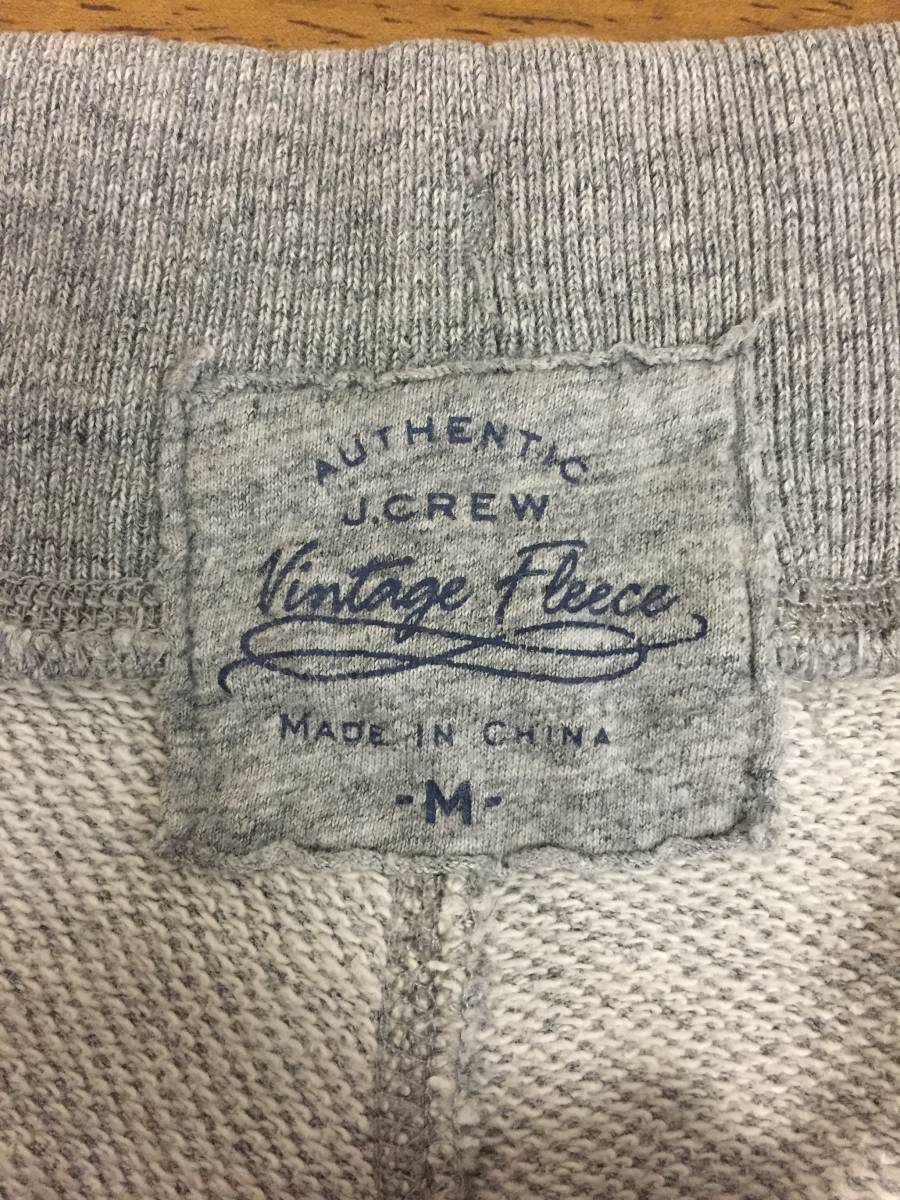 AUTHENTIC
J.CREW
Vintage Fleece
MADE IN CHINA
-M-